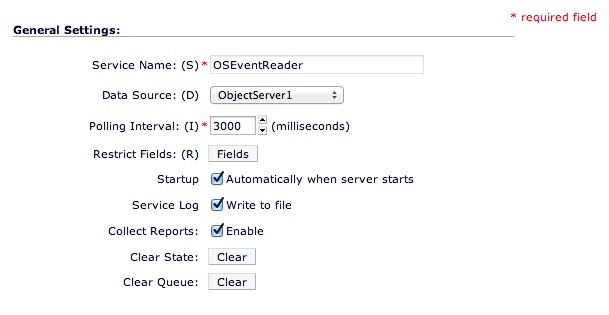 * required field
General Settings:
Service Name: (S) * OSEventReader
Data Source: (D) ObjectServer1
Polling Interval: (I) * 3000 (milliseconds)
Restrict Fields: (R) Fields
Startup Automatically when server starts
Service Log Write to file
Collect Reports: Enable
Clear State: Clear
Clear Queue: Clear